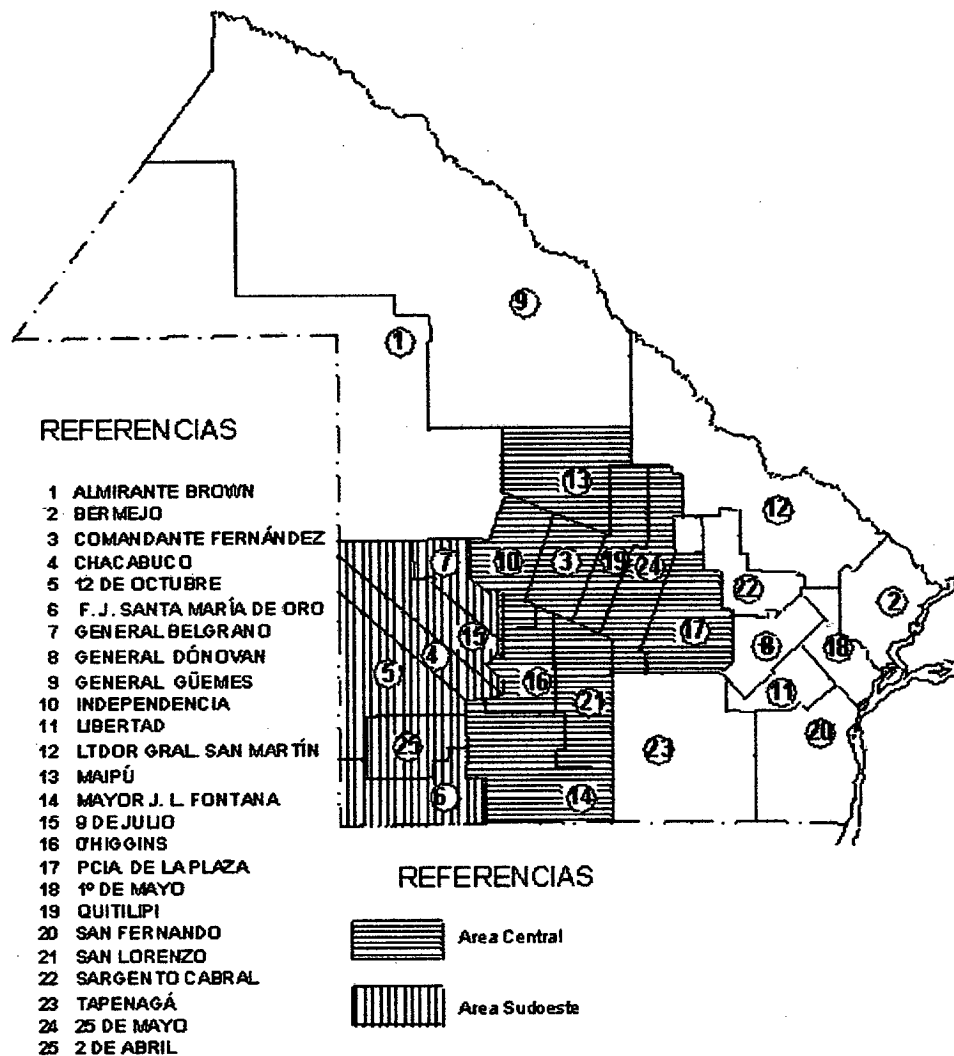 9
1
REFERENCIAS
1 ALMIRANTE BROWN
2 BERMEJO
3 COMANDANTE FERNÁNDEZ
4 CHACABUCO
5 12 DE OCTUBRE
6 F.J. SANTA MARÍA DE ORO
7 GENERAL BELGRANO
8 GENERAL DÓNOVAN
9 GENERAL GÜEMES
10 INDEPENDENCIA
11 LIBERTAD
12 LTDOR GRAL. SAN MARTÍN
13 MAIPÚ
14 MAYOR J. L. FONTANA
15 9 DE JULIO
16 O'HIGGINS
17 PCIA. DE LA PLAZA
18 1º DE MAYO
19 QUITILIPI
20 SAN FERNANDO
21 SAN LORENZO
22 SARGENTO CABRAL
23 TAPENAGÁ
24 25 DE MAYO
25 2 DE ABRIL
13
12
7
10
3
19
24
22
2
15
17
8
18
4
5
16
11
21
20
25
23
6
14
REFERENCIAS
Area Central
Area Sudoeste